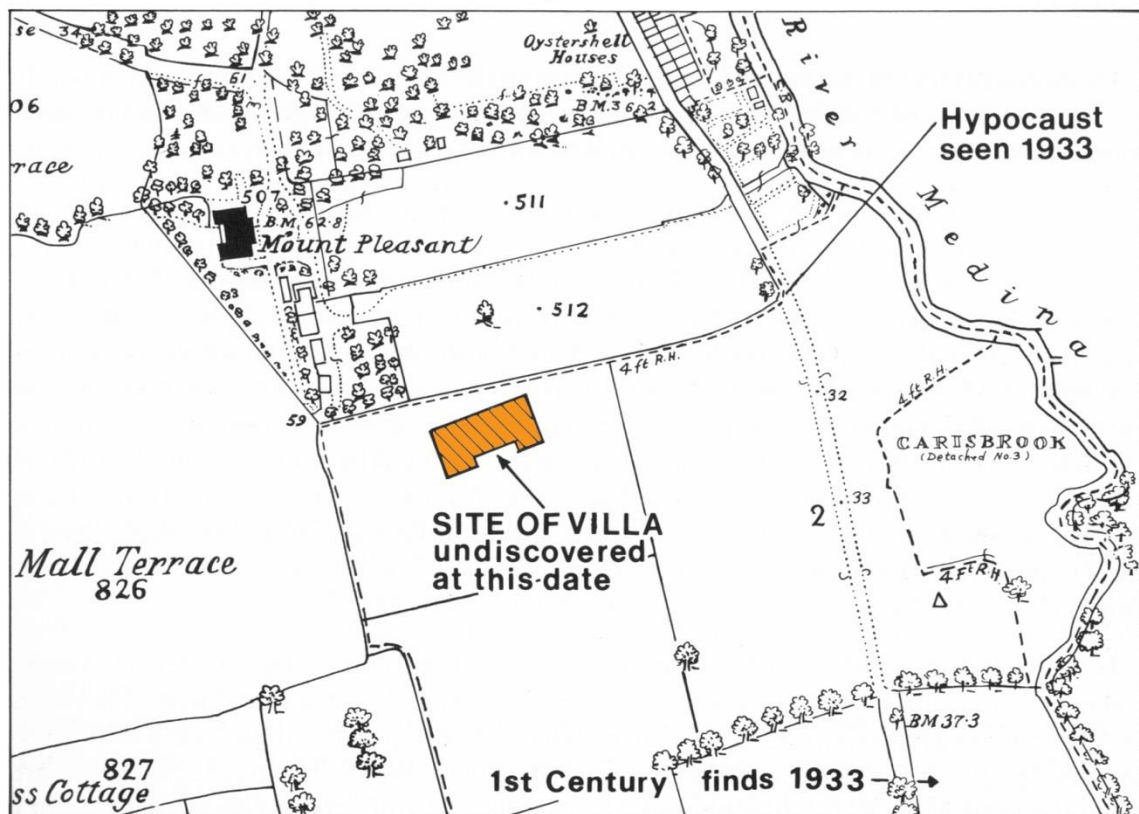 se
34
Oystershell
Houses
River
61
06
B.M.36.2
S.B.
Hypocaust
seen 1933
race
507
511
B.M.62.8
Mount Pleasant
Medina
512
4 ft R.H.
4 ft R.H.
59
32
CARISBROOK
(Detached No. 3)
33
2
SITE OF VILLA
undiscovered
at this date
Mall Terrace
826
4 Ft R.H.
BM 37.3
827
ss Cottage
1st Century finds 1933